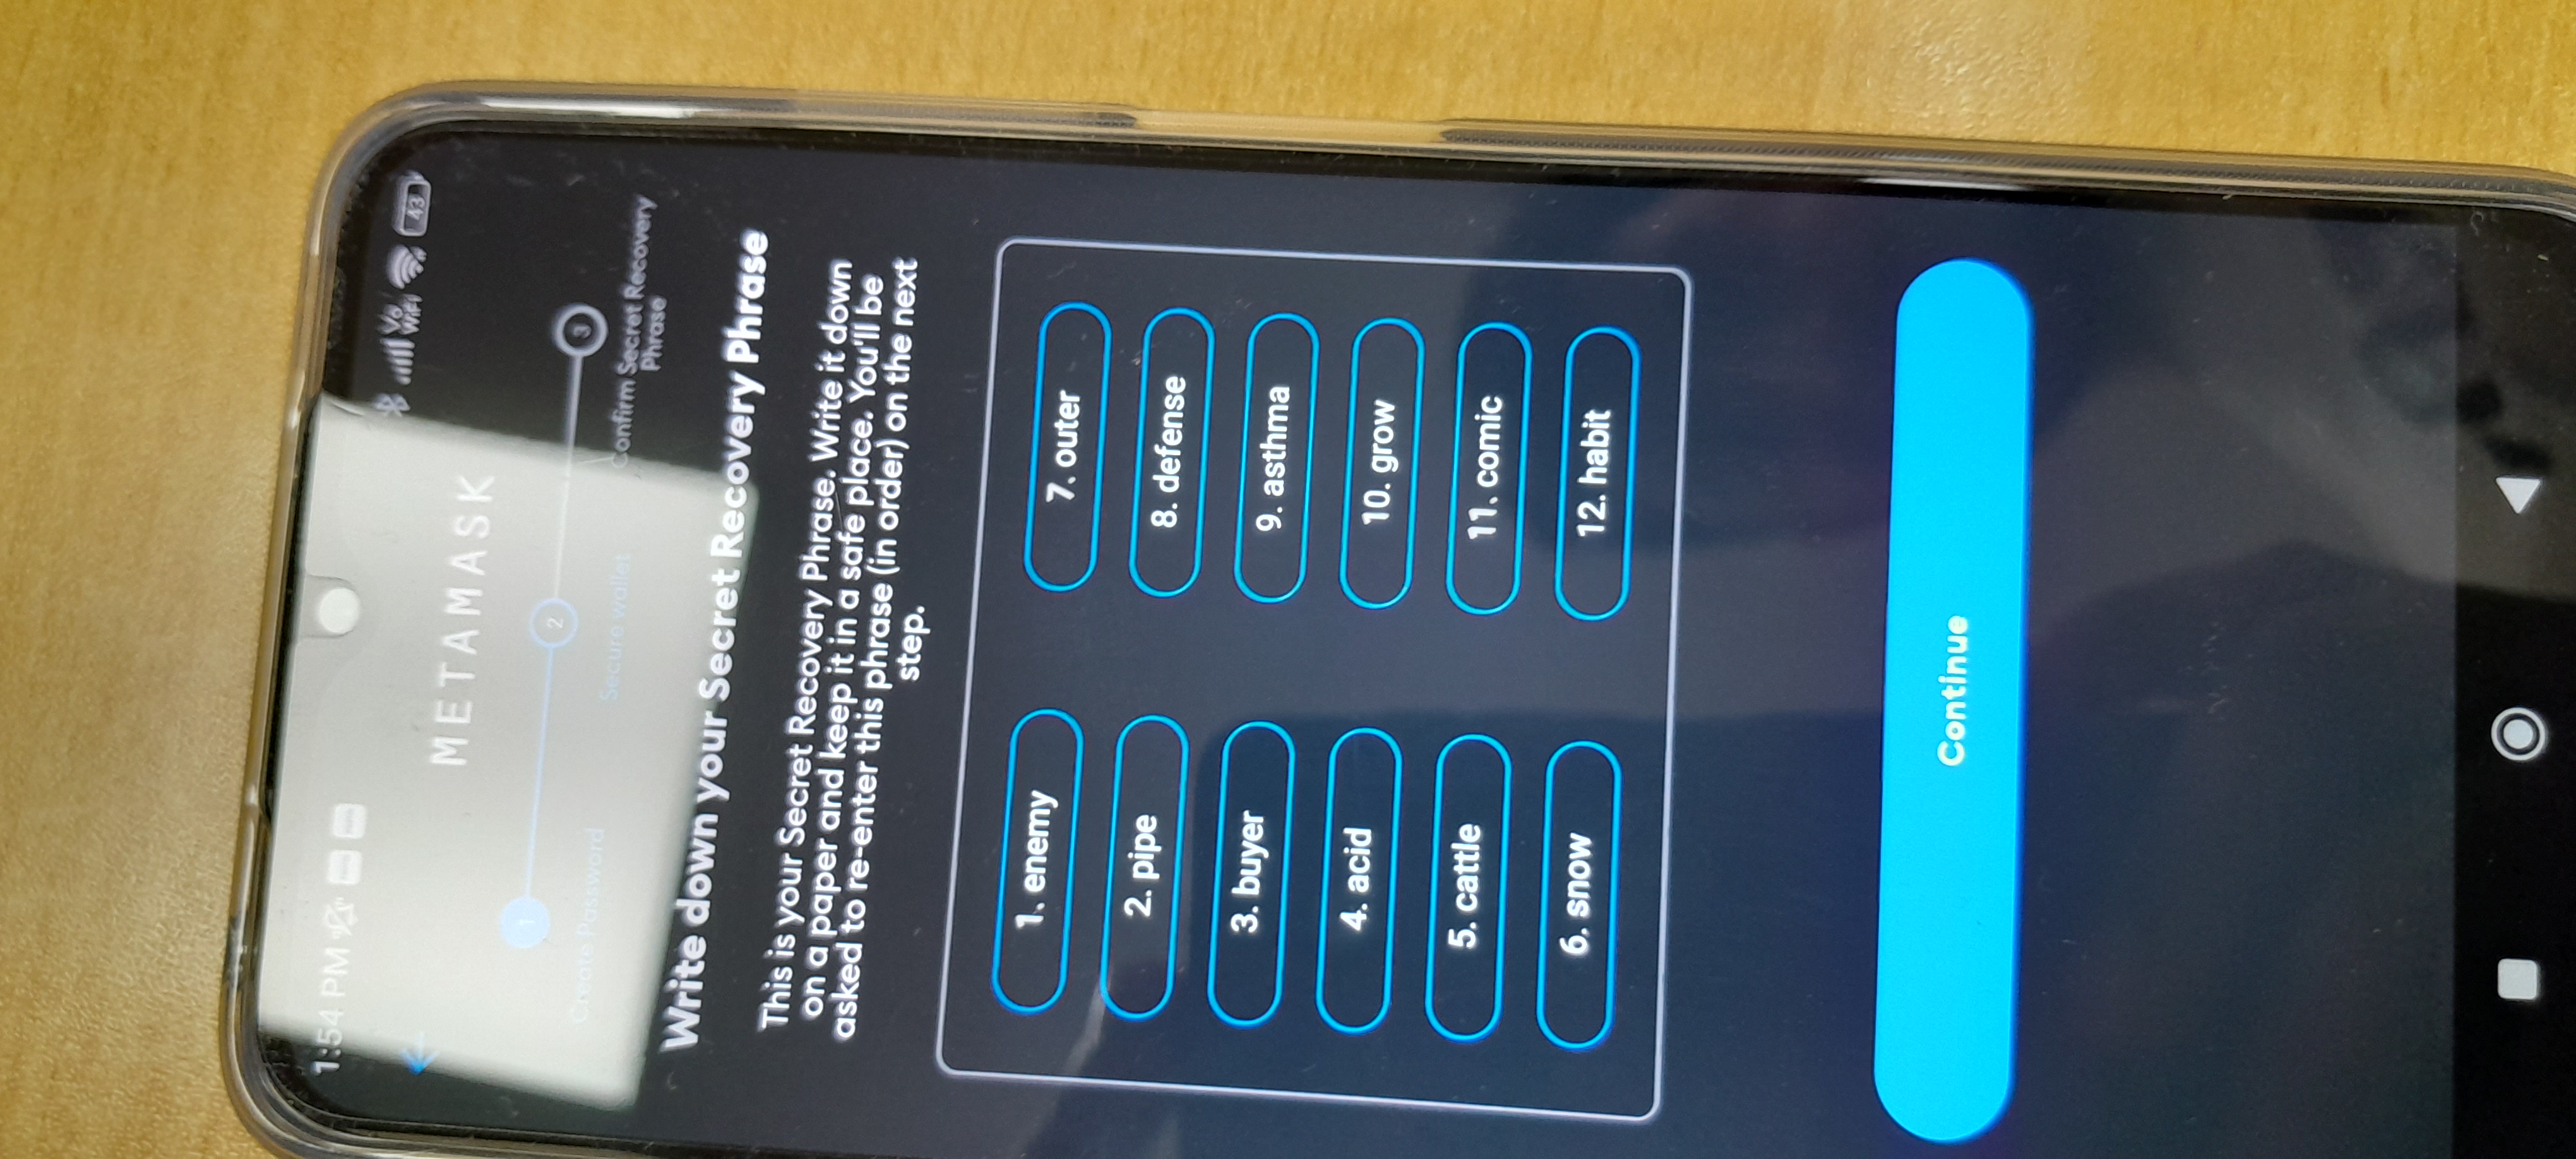 1:54 PM
Vo WiFi 43
METAMASK
1 2 3
Create Password Secure wallet Confirm Secret Recovery
Phrase
Write down your Secret Recovery Phrase
This is your Secret Recovery Phrase. Write it down
on a paper and keep it in a safe place. You'll be
asked to re-enter this phrase (in order) on the next
step.
1. enemy
2. pipe
3. buyer
4. acid
5. cattle
6. snow
7. outer
8. defense
9. asthma
10. grow
11. comic
12. habit
Continue